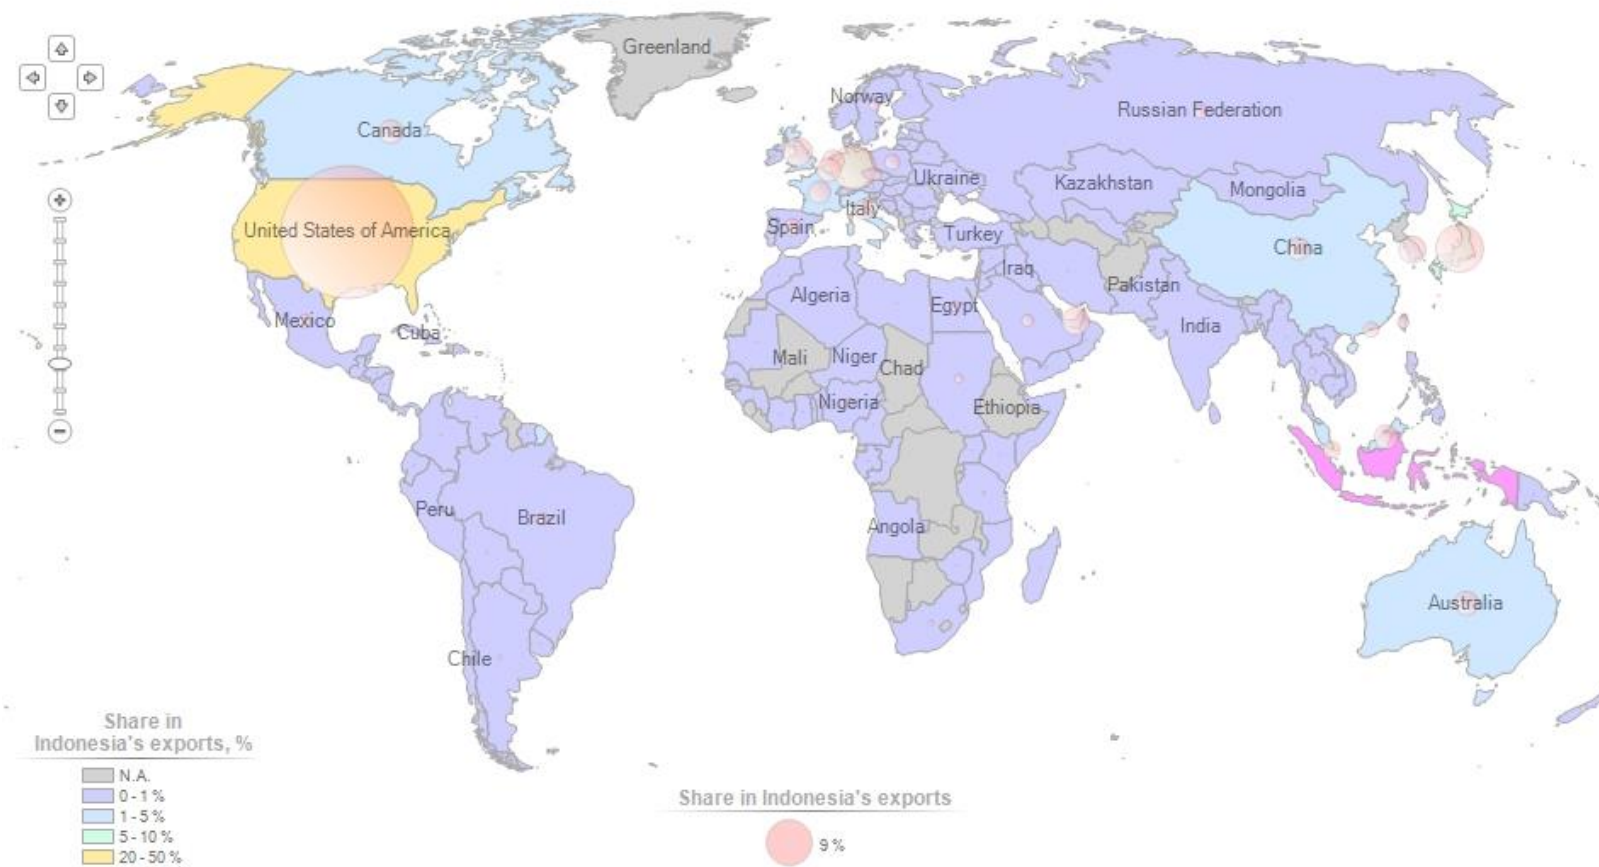 Greenland
Norway
Russian Federation
Canada
Ukraine
Kazakhstan
Mongolia
Italy
United States of America
Spain
Turkey
China
Iraq
Pakistan
Algeria
Egypt
Mexico
Cuba
India
Mali
Niger
Chad
Nigeria
Ethiopia
Peru
Brazil
Angola
Australia
Chile
Share in
Indonesia's exports, %
N.A.
0 - 1 %
1 - 5 %
5 - 10 %
20 - 50 %
Share in Indonesia's exports
9 %